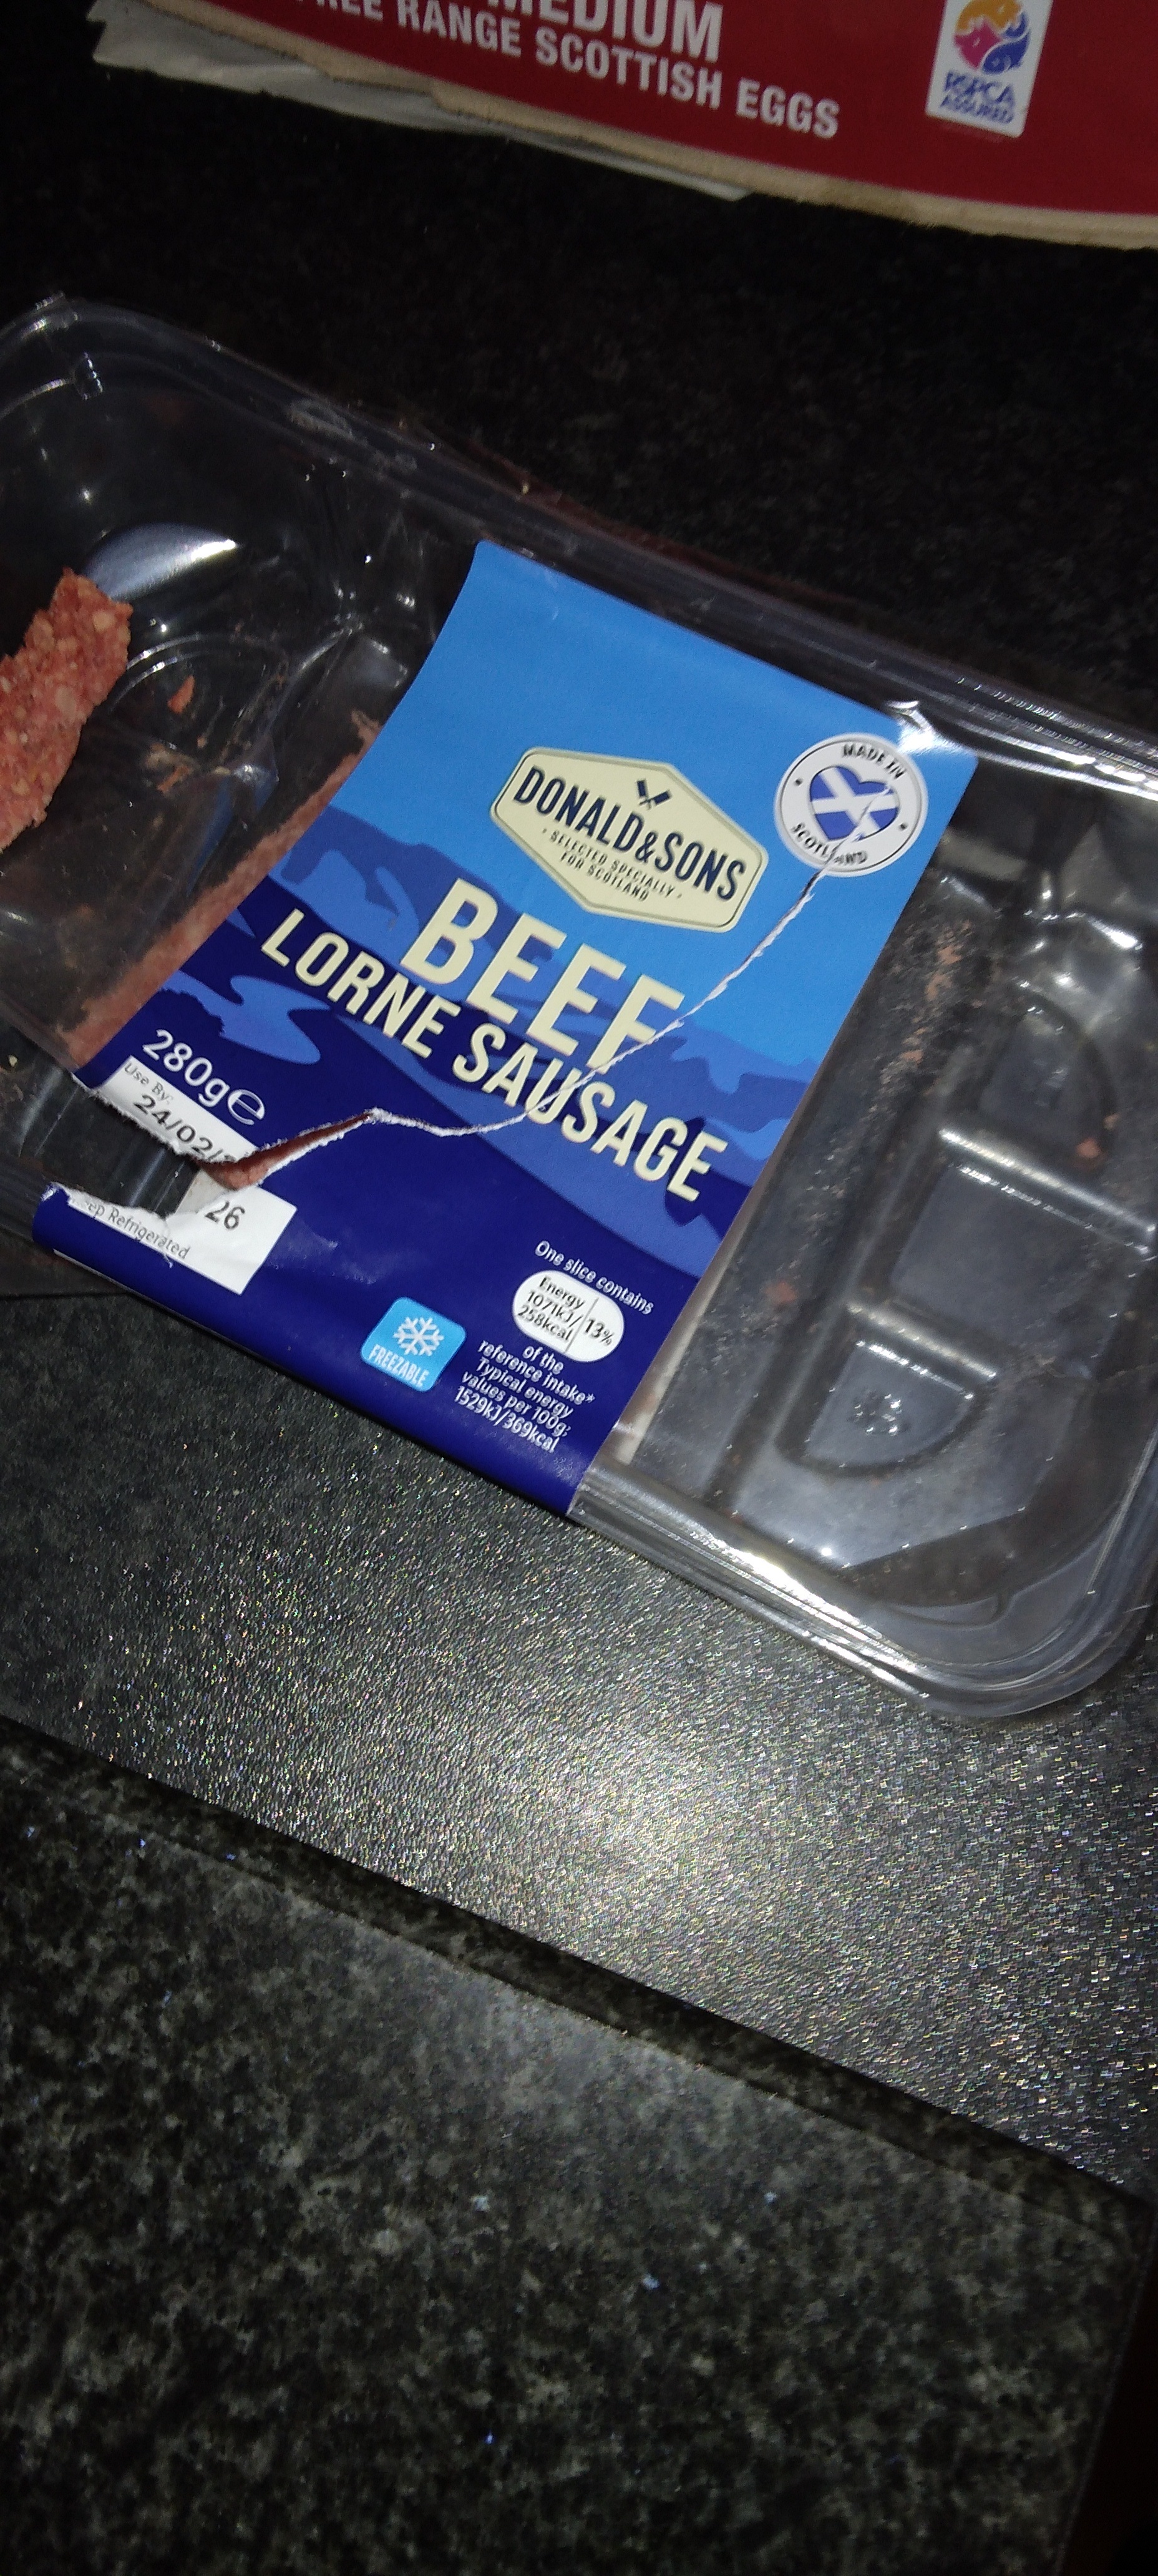 MEDIUM
RANGE SCOTTISH EGGS
RSPCA
ASSURED
MADE IN
SCOTLAND
DONALD&SONS
• SELECTED SPECIALLY •
FOR SCOTLAND
BEEF
LORNE SAUSAGE
280g℮
Use By:
24/02/
26
Refrigerated
FREEZABLE
One slice contains
Energy
1071kJ/
258kcal
13%
of the
reference intake*
Typical energy
values per 100g:
1529kJ/369kcal